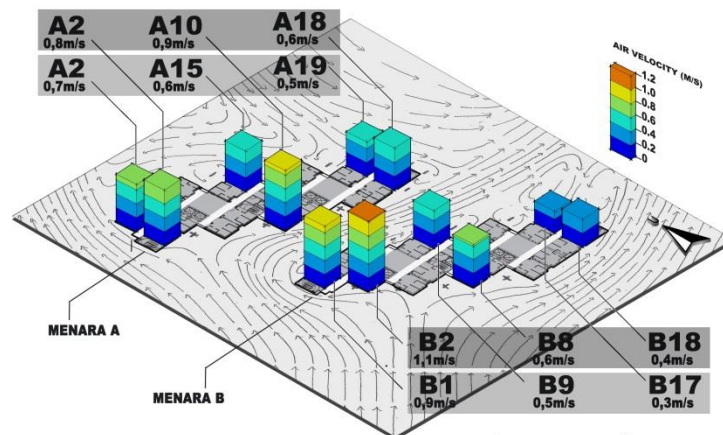 A2 A10 A18
0,8m/s 0,9m/s 0,6m/s
A2 A15 A19
0,7m/s 0,6m/s 0,5m/s
AIR VELOCITY (M/S)
1.2
1.0
0.8
0.6
0.4
0.2
0
MENARA A
MENARA B
B2 B8 B18
1,1m/s 0,6m/s 0,4m/s
B1 B9 B17
0,9m/s 0,5m/s 0,3m/s